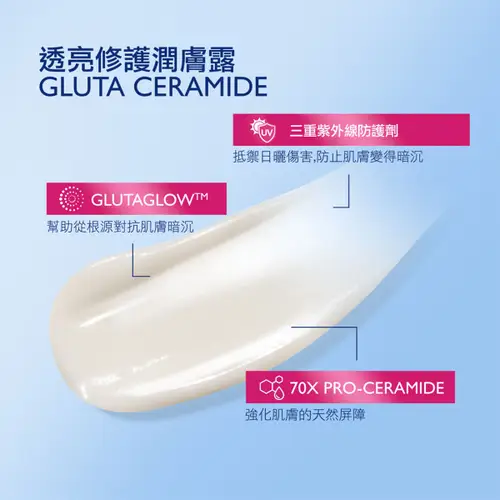 透亮修護潤膚露
GLUTA CERAMIDE
UV
三重紫外線防護劑
抵禦日曬傷害,防止肌膚變得暗沉
GLUTAGLOW™
幫助從根源對抗肌膚暗沉
70X PRO-CERAMIDE
強化肌膚的天然屏障